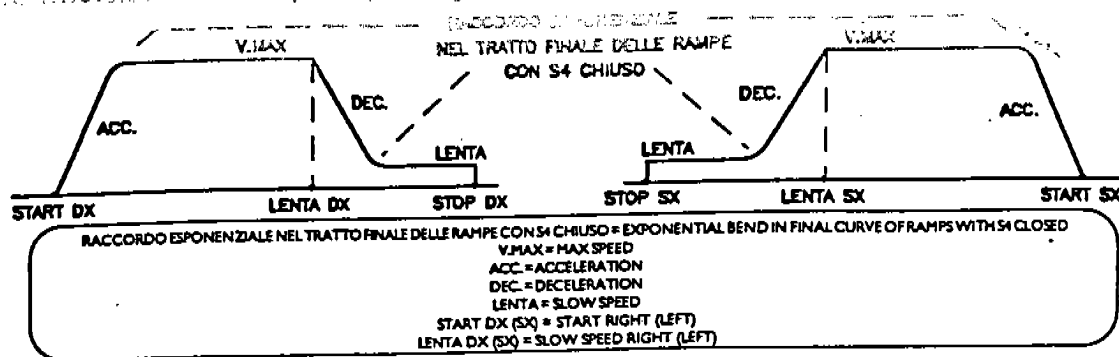 RACCORDO ESPONENZIALE
V.MAX
NEL TRATTO FINALE DELLE RAMPE
V.MAX
CON S4 CHIUSO
ACC.
DEC.
LENTA
DEC.
LENTA
ACC.
START DX
LENTA DX
STOP DX
STOP SX
LENTA SX
START SX
RACCORDO ESPONENZIALE NEL TRATTO FINALE DELLE RAMPE CON S4 CHIUSO = EXPONENTIAL BEND IN FINAL CURVE OF RAMPS WITH S4 CLOSED
V.MAX = MAX SPEED
ACC. = ACCELERATION
DEC. = DECELERATION
LENTA = SLOW SPEED
START DX (SX) = START RIGHT (LEFT)
LENTA DX (SX) = SLOW SPEED RIGHT (LEFT)